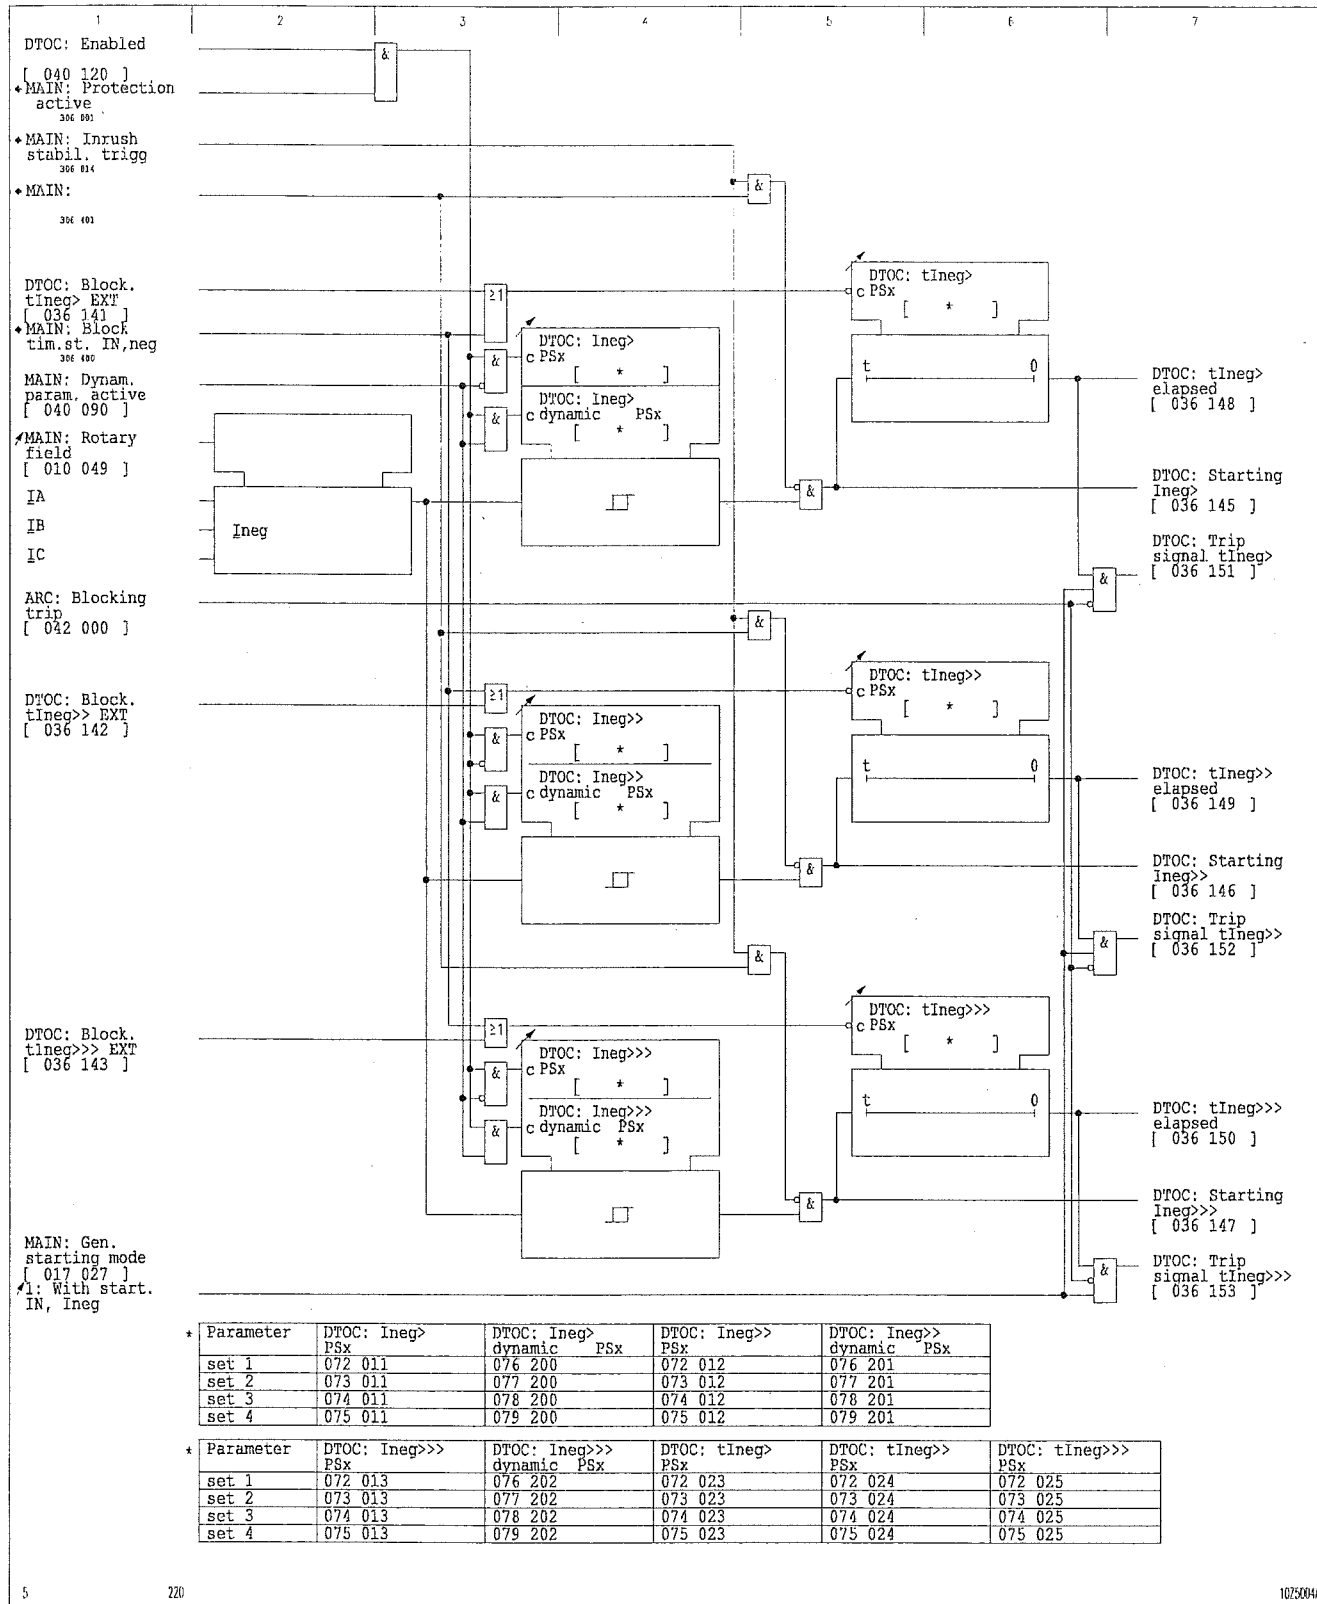 1 2 3 4 5 6 7
DTOC: Enabled
[ 040 120 ]
MAIN: Protection
active
306 001
MAIN: Inrush
stabil. trigg
306 014
MAIN:
306 401
DTOC: Block.
tIneg> EXT
[ 036 141 ]
MAIN: Block
tim.st. IN,neg
306 400
MAIN: Dynam.
param. active
[ 040 090 ]
MAIN: Rotary
field
[ 010 049 ]
IA
IB
IC
ARC: Blocking
trip
[ 042 000 ]
DTOC: Block.
tIneg>> EXT
[ 036 142 ]
DTOC: Block.
tIneg>>> EXT
[ 036 143 ]
MAIN: Gen.
starting mode
[ 017 027 ]
1: With start.
IN, Ineg
&
&
DTOC: tIneg>
c PSx
[ * ]
≥1
&
DTOC: Ineg>
c PSx
[ * ]
&
DTOC: Ineg>
c dynamic PSx
[ * ]
t 0
DTOC: tIneg>
elapsed
[ 036 148 ]
Ineg
&
DTOC: Starting
Ineg>
[ 036 145 ]
&
DTOC: Trip
signal tIneg>
[ 036 151 ]
&
DTOC: tIneg>>
c PSx
[ * ]
≥1
&
DTOC: Ineg>>
c PSx
[ * ]
&
DTOC: Ineg>>
c dynamic PSx
[ * ]
t 0
DTOC: tIneg>>
elapsed
[ 036 149 ]
&
DTOC: Starting
Ineg>>
[ 036 146 ]
&
DTOC: Trip
signal tIneg>>
[ 036 152 ]
&
DTOC: tIneg>>>
c PSx
[ * ]
≥1
&
DTOC: Ineg>>>
c PSx
[ * ]
&
DTOC: Ineg>>>
c dynamic PSx
[ * ]
t 0
DTOC: tIneg>>>
elapsed
[ 036 150 ]
&
DTOC: Starting
Ineg>>>
[ 036 147 ]
&
DTOC: Trip
signal tIneg>>>
[ 036 153 ]
* Parameter DTOC: Ineg> DTOC: Ineg> DTOC: Ineg>> DTOC: Ineg>>
PSx dynamic PSx PSx dynamic PSx
set 1 072 011 076 200 072 012 076 201
set 2 073 011 077 200 073 012 077 201
set 3 074 011 078 200 074 012 078 201
set 4 075 011 079 200 075 012 079 201
* Parameter DTOC: Ineg>>> DTOC: Ineg>>> DTOC: tIneg> DTOC: tIneg>> DTOC: tIneg>>>
PSx dynamic PSx PSx PSx PSx
set 1 072 013 076 202 072 023 072 024 072 025
set 2 073 013 077 202 073 023 073 024 073 025
set 3 074 013 078 202 074 023 074 024 074 025
set 4 075 013 079 202 075 023 075 024 075 025
5 220